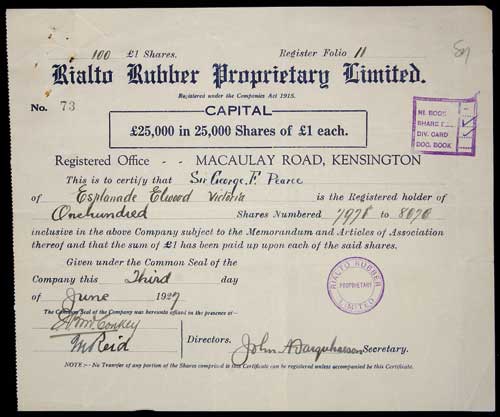 100 £1 Shares. Register Folio 11
Rialto Rubber Proprietary Limited.
Registered under the Companies Act 1915.
No. 73
CAPITAL
£25,000 in 25,000 Shares of £1 each.
SHARE
DIV. CARD
DOC. BOOK
Registered Office - - MACAULAY ROAD, KENSINGTON
This is to certify that Sir George. F. Pearce
of Esplanade Elwood Victoria is the Registered holder of
One hundred Shares Numbered to 8070
inclusive in the above Company subject to the Memorandum and Articles of Association
thereof and that the sum of £1 has been paid up upon each of the said shares.
Given under the Common Seal of the
Company this Third day
of June 1927
RIALTO RUBBER
PROPRIETARY
LIMITED.
The Common Seal of the Company was hereunto affixed in the presence of—
McConkey
Reid
Directors.
John Secretary.
NOTE:— No Transfer of any portion of the Shares comprised in this Certificate can be registered unless accompanied by this Certificate.